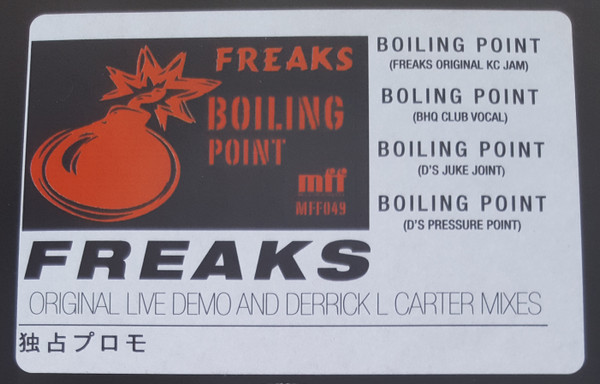 FREAKS
BOILING
POINT
mff
MFF049
BOILING POINT
(FREAKS ORIGINAL KC JAM)
BOLING POINT
(BHQ CLUB VOCAL)
BOILING POINT
(D'S JUKE JOINT)
BOILING POINT
(D'S PRESSURE POINT)
FREAKS
ORIGINAL LIVE DEMO AND DERRICK L CARTER MIXES
独占プロモ